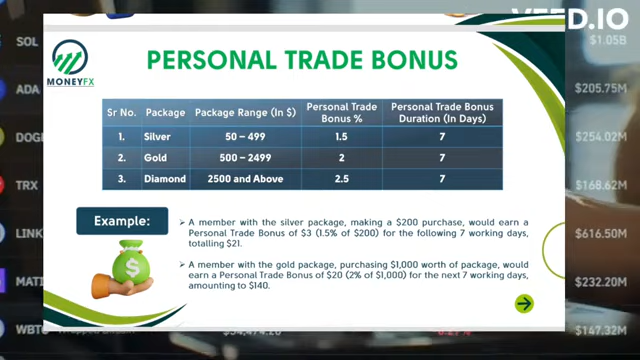 VEED.IO
SOL
$1.05B
ADA
$205.75M
DOGE
$254.02M
TRX
$168.62M
LINK
$616.50M
MATI
$232.20M
WBTC
$147.32M
MONEYFX
PERSONAL TRADE BONUS
Sr No. Package Package Range (In $) Personal Trade Bonus % Personal Trade Bonus Duration (In Days)
1. Silver 50 – 499 1.5 7
2. Gold 500 – 2499 2 7
3. Diamond 2500 and Above 2.5 7
Example:
➢ A member with the silver package, making a $200 purchase, would earn a
Personal Trade Bonus of $3 (1.5% of $200) for the following 7 working days,
totalling $21.
➢ A member with the gold package, purchasing $1,000 worth of package, would
earn a Personal Trade Bonus of $20 (2% of $1,000) for the next 7 working days,
amounting to $140.